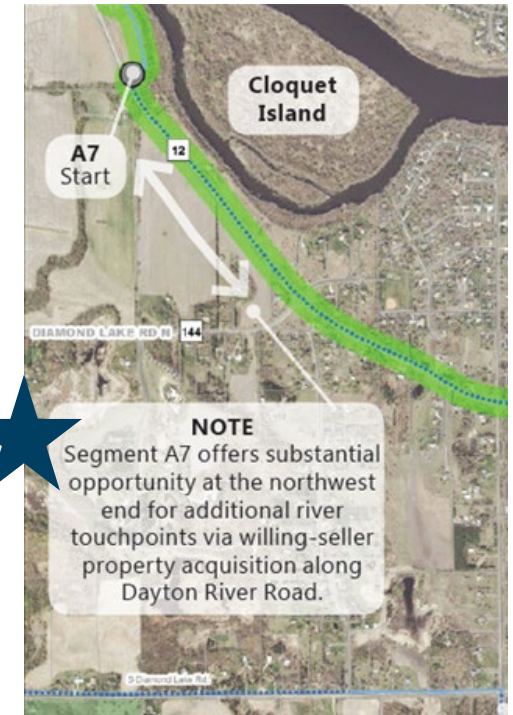 Cloquet
Island
A7
Start
12
DIAMOND LAKE RD N 144
NOTE
Segment A7 offers substantial
opportunity at the northwest
end for additional river
touchpoints via willing-seller
property acquisition along
Dayton River Road.
S Diamond Lake Rd